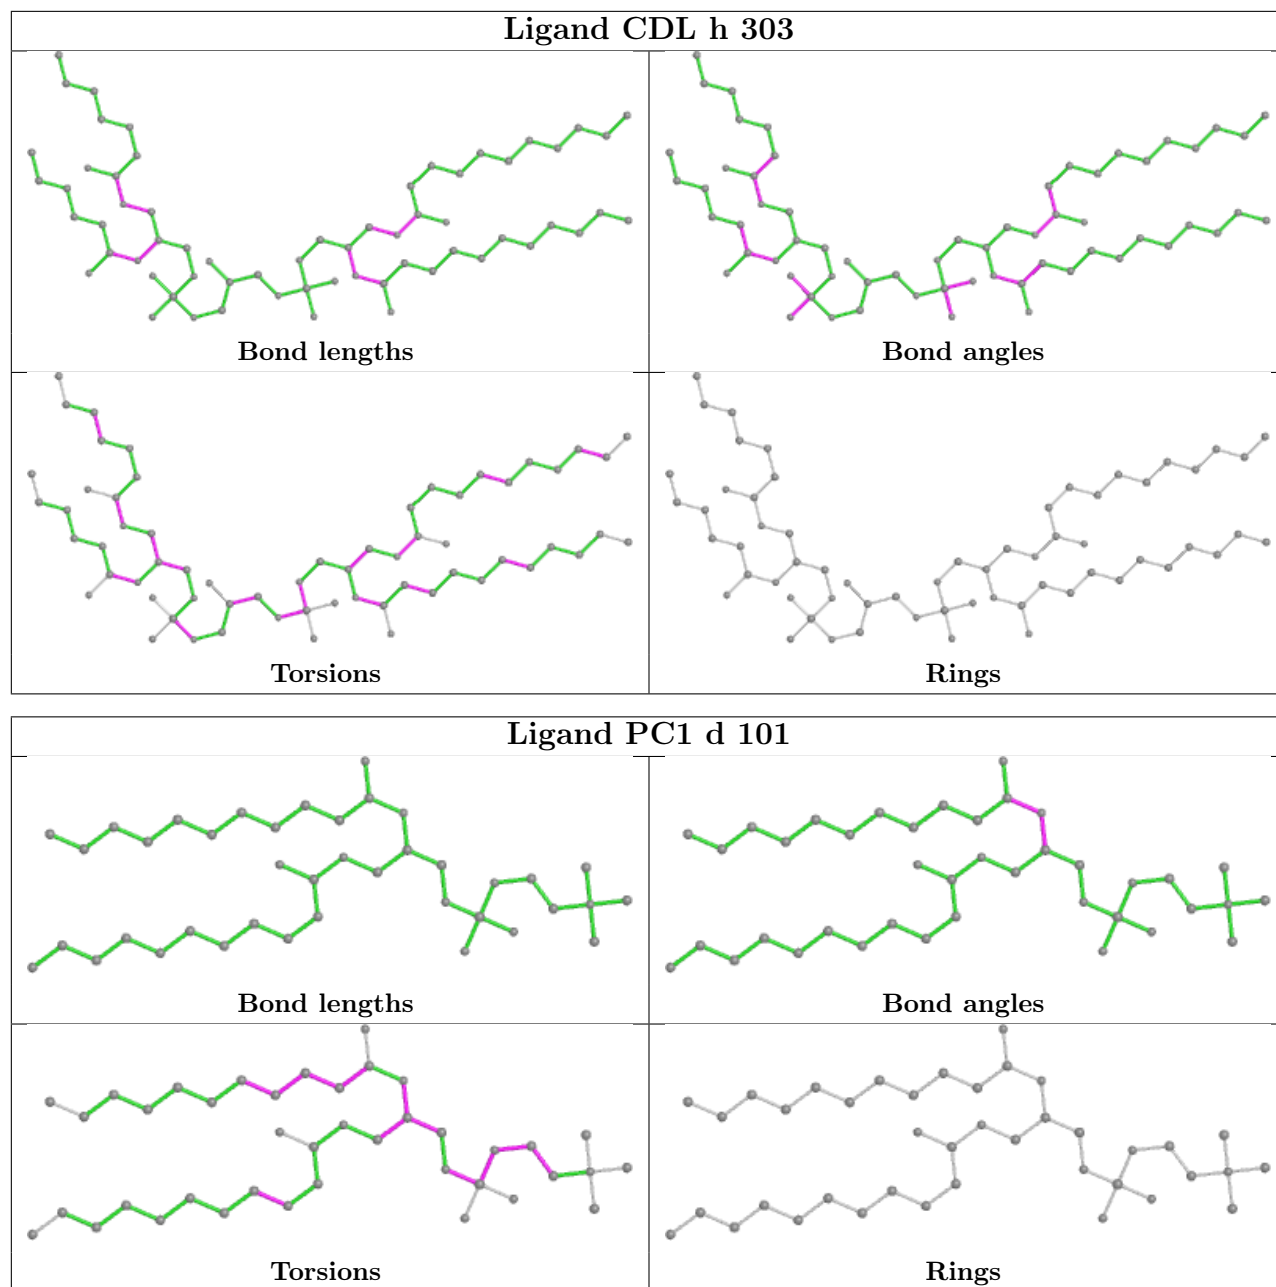 Ligand CDL h 303
Bond lengths
Bond angles
Torsions
Rings
Ligand PC1 d 101
Bond lengths
Bond angles
Torsions
Rings